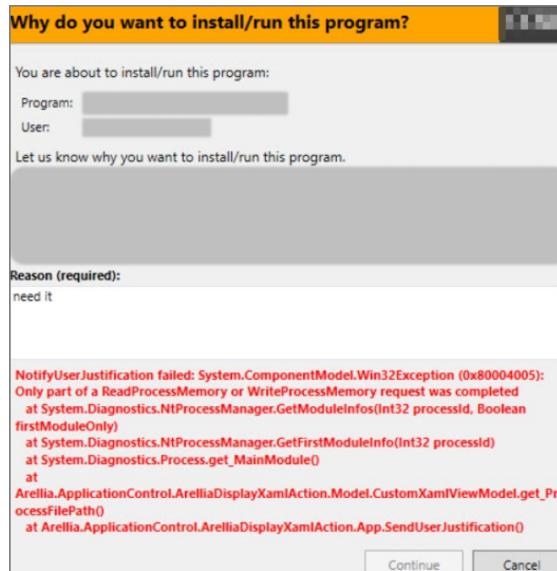 Why do you want to install/run this program?
You are about to install/run this program:
Program:
User:
Let us know why you want to install/run this program.
Reason (required):
need it
NotifyUserJustification failed: System.ComponentModel.Win32Exception (0x80004005):
Only part of a ReadProcessMemory or WriteProcessMemory request was completed
at System.Diagnostics.NtProcessManager.GetModuleInfos(Int32 processId, Boolean
firstModuleOnly)
at System.Diagnostics.NtProcessManager.GetFirstModuleInfo(Int32 processId)
at System.Diagnostics.Process.get_MainModule()
at
Arellia.ApplicationControl.ArelliaDisplayXamlAction.Model.CustomXamlViewModel.get_Pr
ocessFilePath()
at Arellia.ApplicationControl.ArelliaDisplayXamlAction.App.SendUserJustification()
Continue
Cancel